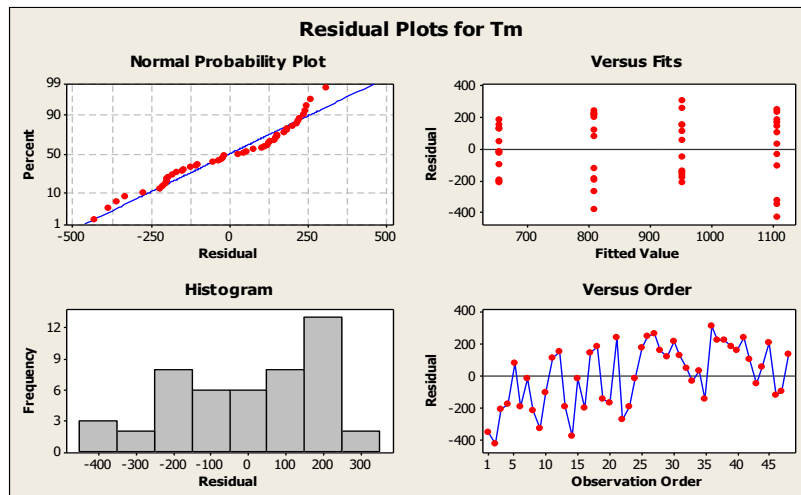 Residual Plots for Tm
Normal Probability Plot
99
90
50
10
1
Percent
-500 -250 0 250 500
Residual
Versus Fits
400
200
0
-200
-400
Residual
700 800 900 1000 1100
Fitted Value
Histogram
12
9
6
3
0
Frequency
-400 -300 -200 -100 0 100 200 300
Residual
Versus Order
400
200
0
-200
-400
Residual
1 5 10 15 20 25 30 35 40 45
Observation Order